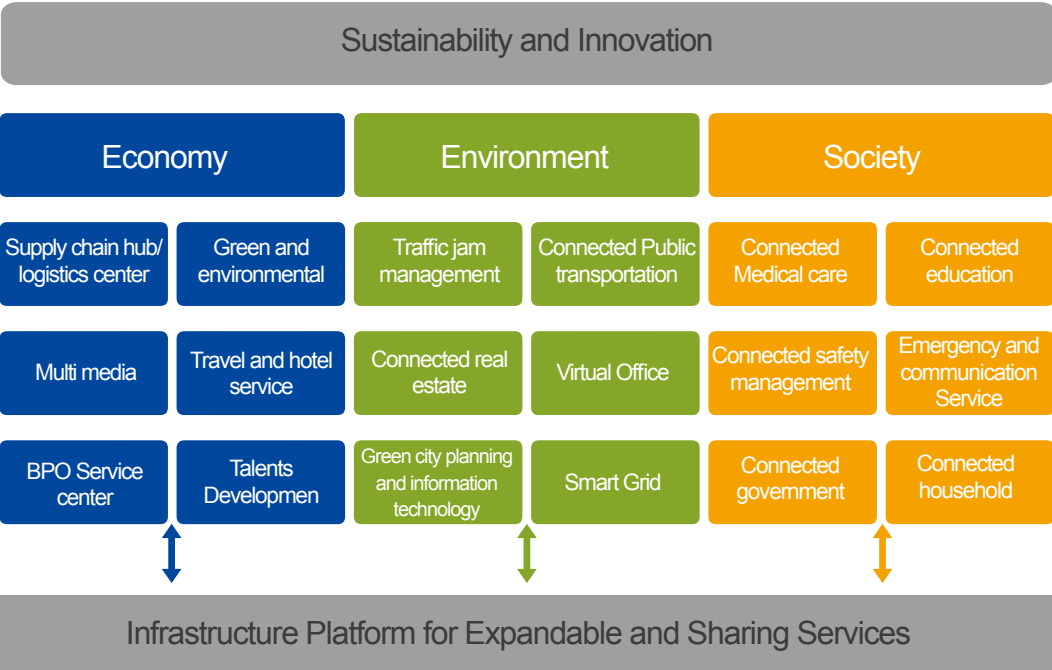 Sustainability and Innovation
Economy
Environment
Society
Supply chain hub/
logistics center
Green and
environmental
Traffic jam
management
Connected Public
transportation
Connected
Medical care
Connected
education
Multi media
Travel and hotel
service
Connected real
estate
Virtual Office
Connected safety
management
Emergency and
communication
Service
BPO Service
center
Talents
Developmen
Green city planning
and information
technology
Smart Grid
Connected
government
Connected
household
Infrastructure Platform for Expandable and Sharing Services